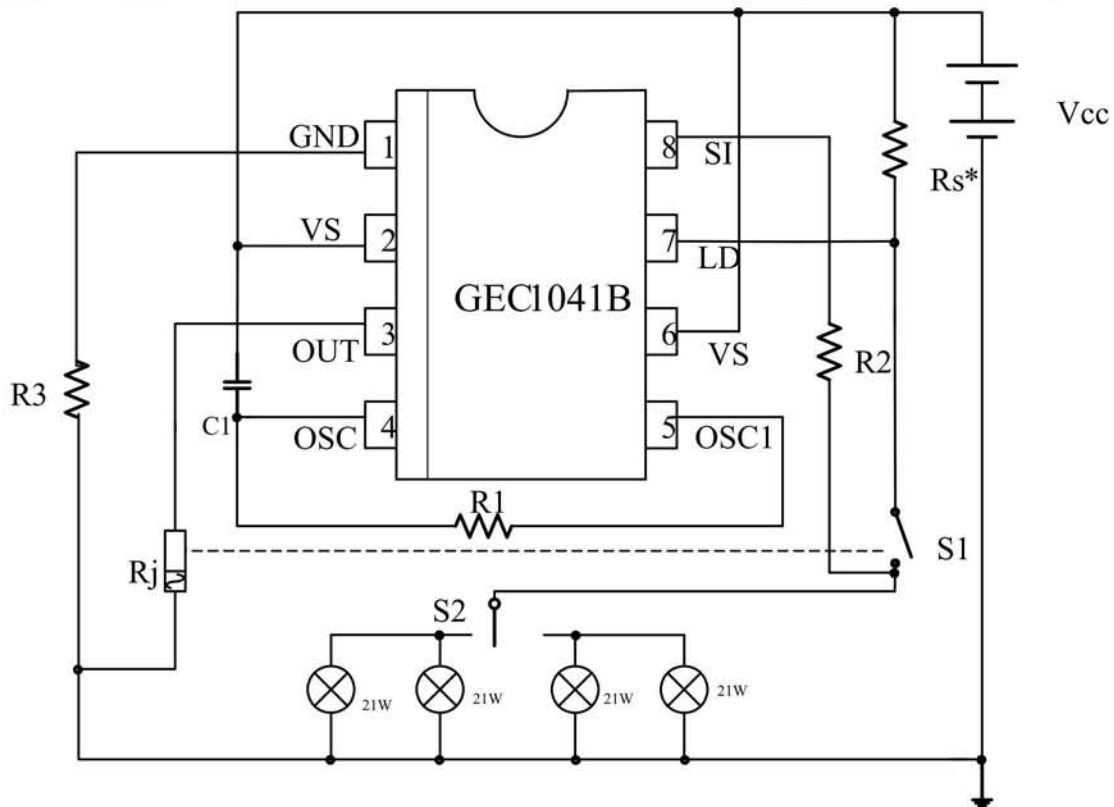 GND
1
8
SI
Vcc
Rs*
VS
2
7
LD
GEC1041B
3
OUT
6
VS
R2
R3
C1
OSC
4
5
OSC1
R1
Rj
S1
S2
21W
21W
21W
21W